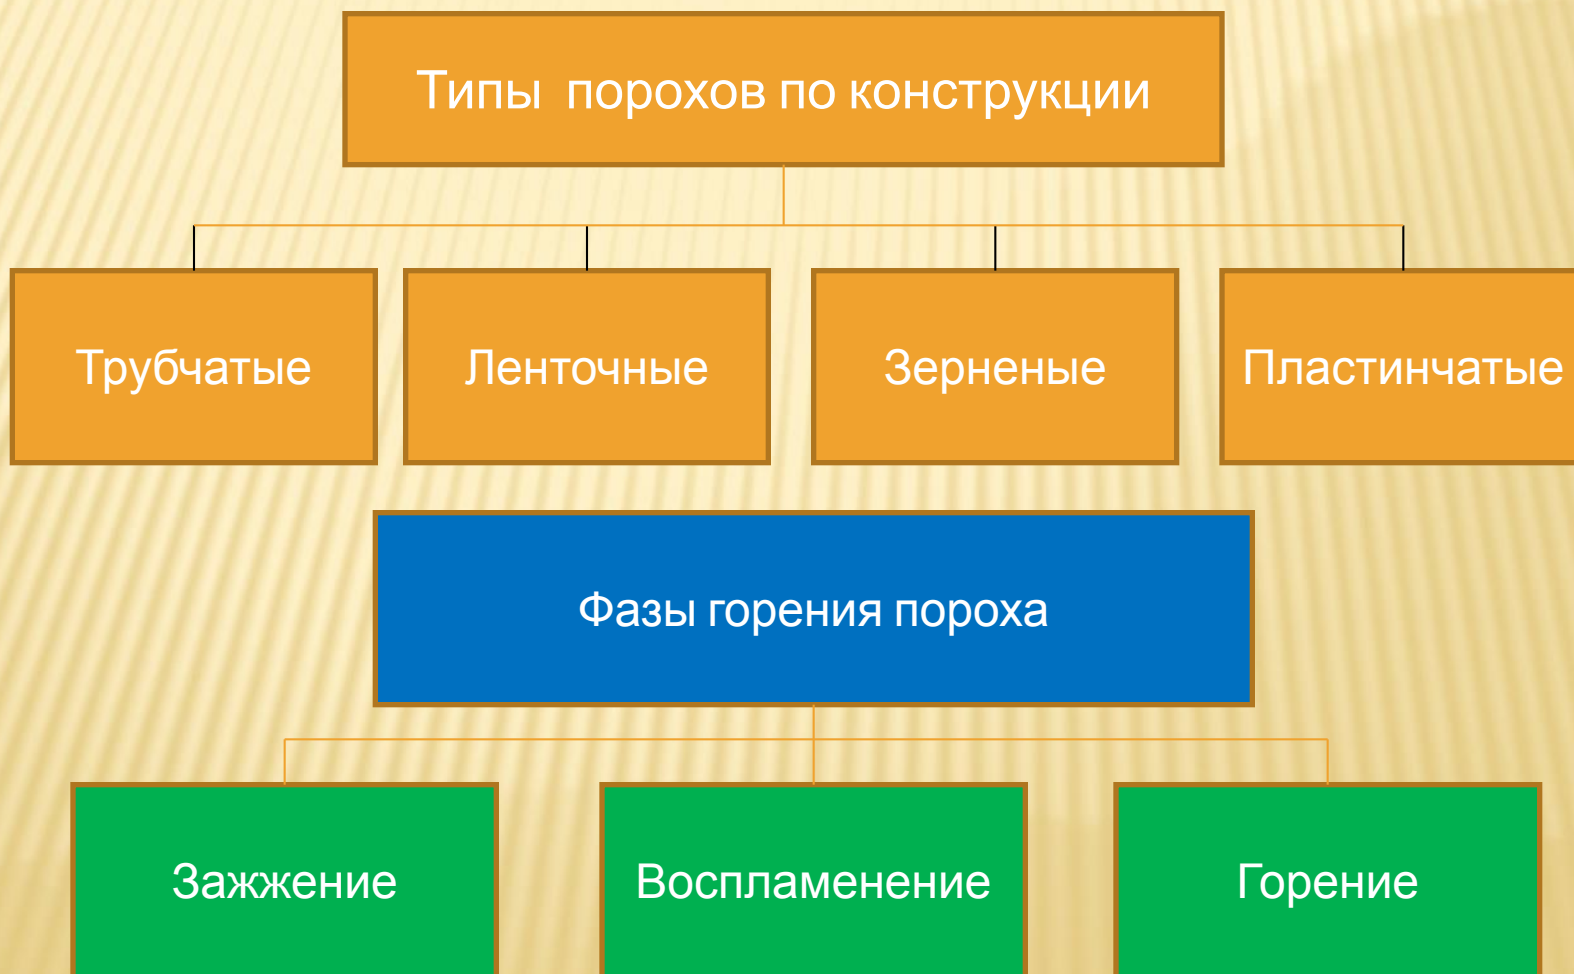 Типы порохов по конструкции
Трубчатые
Ленточные
Зерненые
Пластинчатые
Фазы горения пороха
Зажжение
Воспламенение
Горение